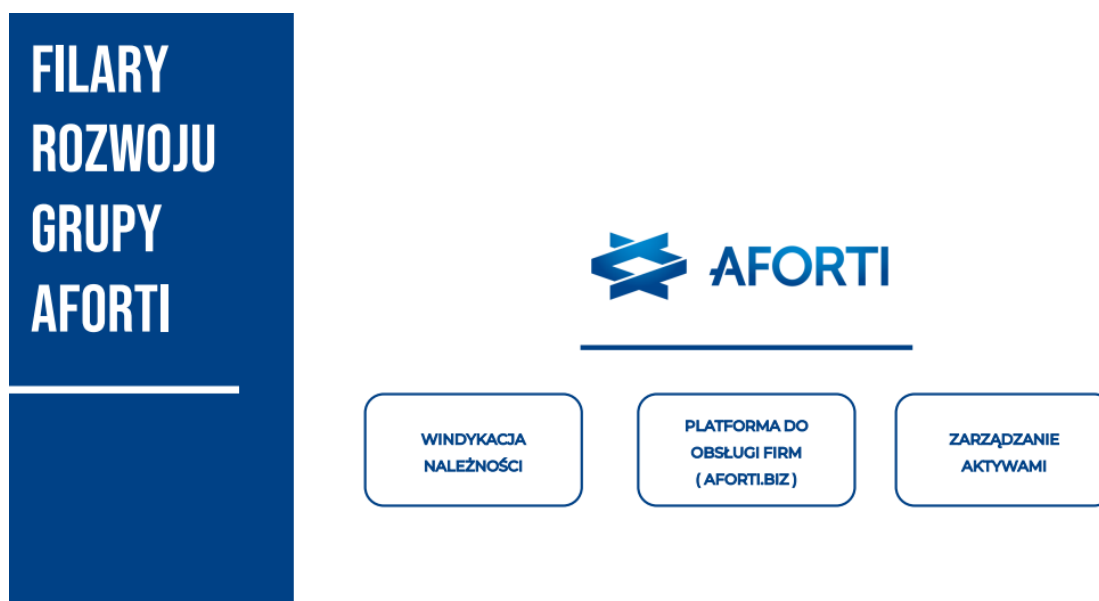 FILARY
ROZWOJU
GRUPY
AFORTI
AFORTI
WINDYKACJA
NALEŻNOŚCI
PLATFORMA DO
OBSŁUGI FIRM
( AFORTI.BIZ )
ZARZĄDZANIE
AKTYWAMI